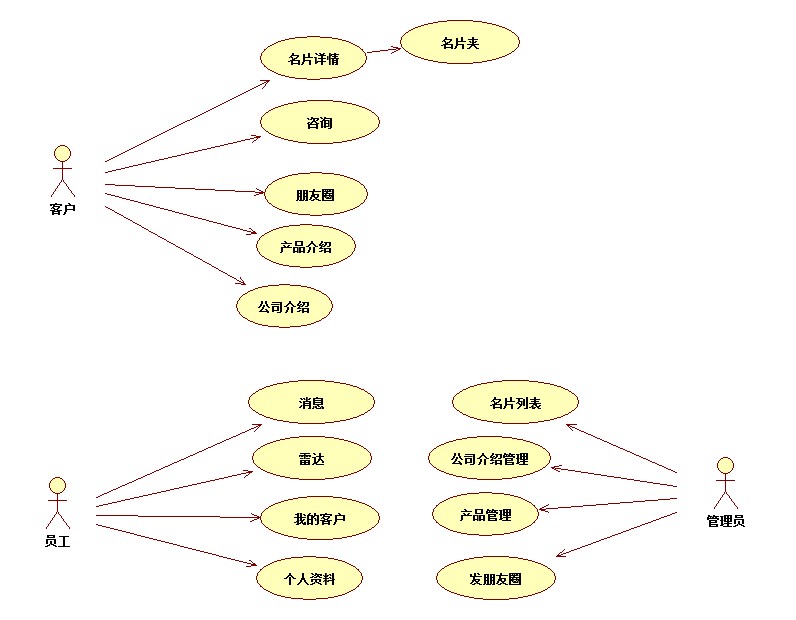 名片夹
名片详情
咨询
朋友圈
客户
产品介绍
公司介绍
消息
名片列表
雷达
公司介绍管理
我的客户
产品管理
管理员
员工
个人资料
发朋友圈